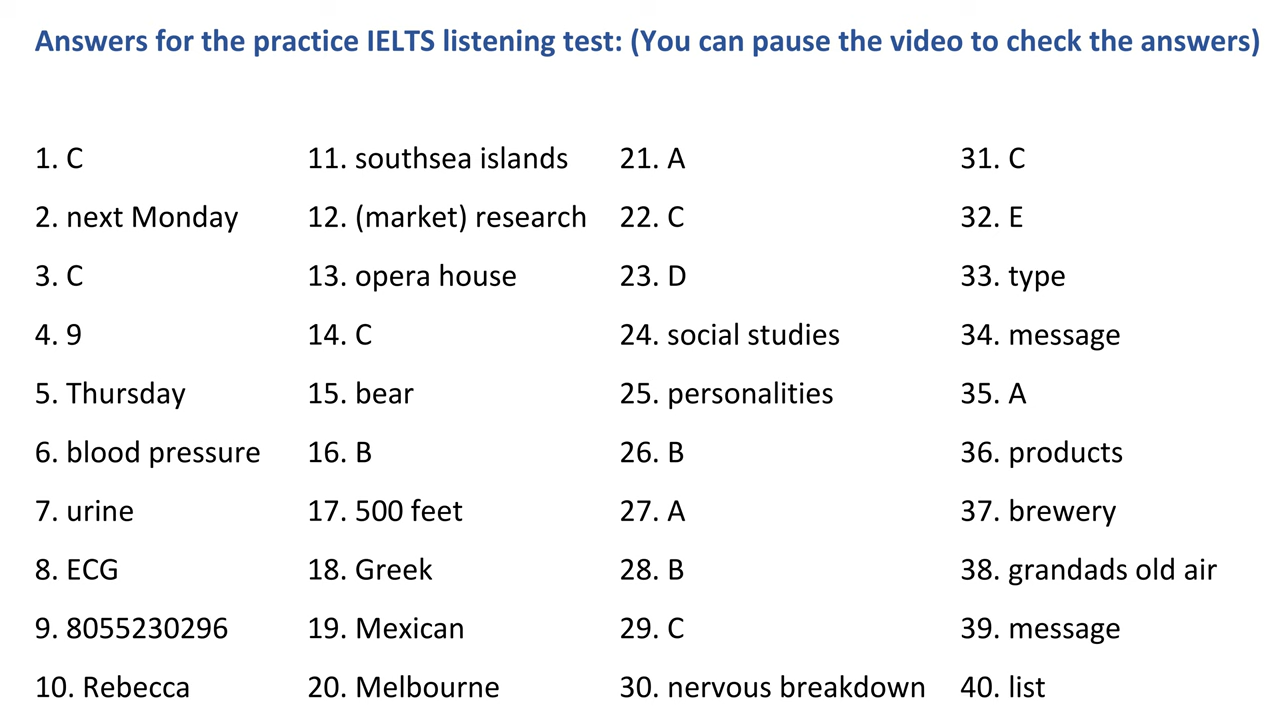 Answers for the practice IELTS listening test: (You can pause the video to check the answers)
1. C
2. next Monday
3. C
4. 9
5. Thursday
6. blood pressure
7. urine
8. ECG
9. 8055230296
10. Rebecca
11. southsea islands
12. (market) research
13. opera house
14. C
15. bear
16. B
17. 500 feet
18. Greek
19. Mexican
20. Melbourne
21. A
22. C
23. D
24. social studies
25. personalities
26. B
27. A
28. B
29. C
30. nervous breakdown
31. C
32. E
33. type
34. message
35. A
36. products
37. brewery
38. grandads old air
39. message
40. list